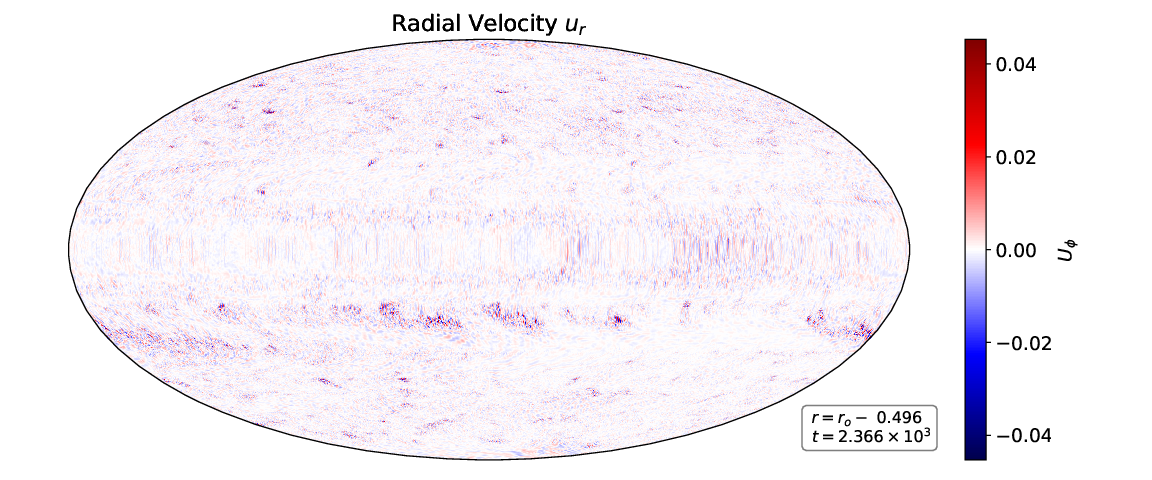 Radial Velocity $u_r$
0.04
0.02
0.00
−0.02
−0.04
$U_\phi$
$r = r_o - 0.496$
$t = 2.366 \times 10^3$